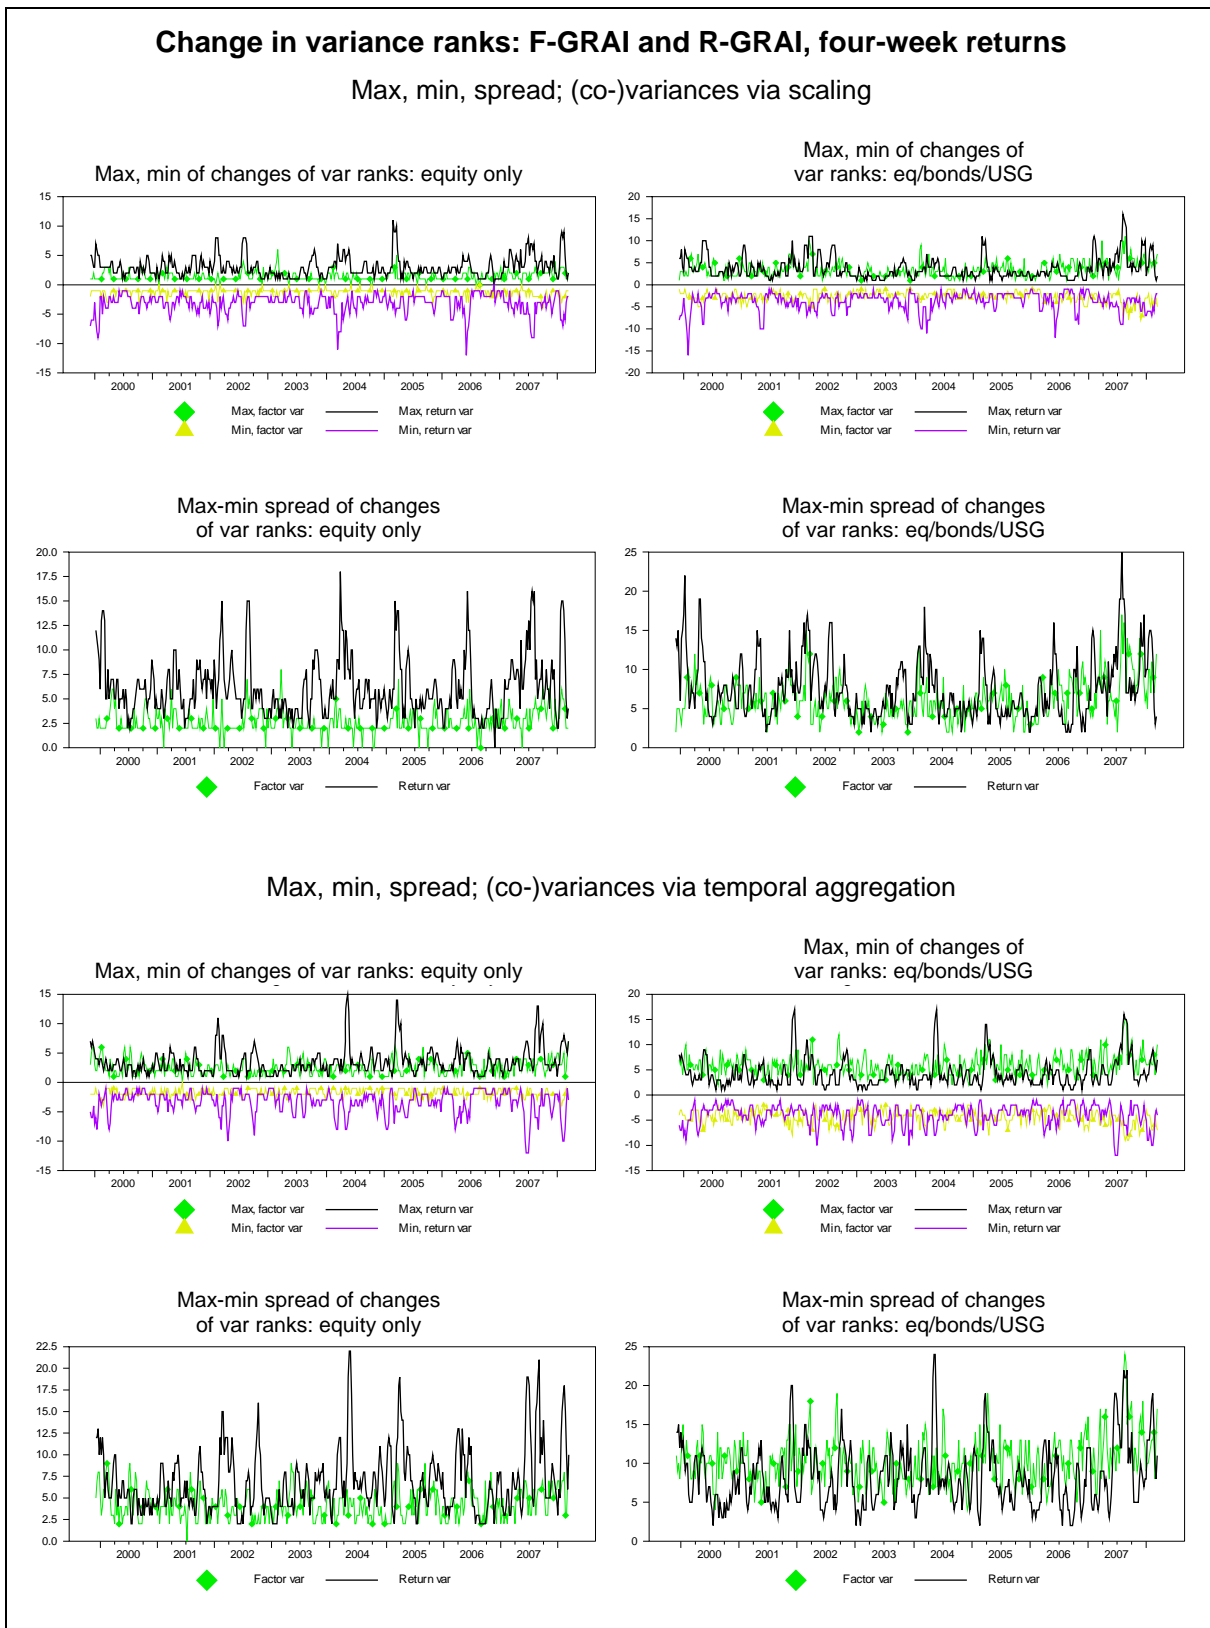 Change in variance ranks: F-GRAI and R-GRAI, four-week returns
Max, min, spread; (co-)variances via scaling
Max, min of changes of var ranks: equity only
15
10
5
0
-5
-10
-15
2000 2001 2002 2003 2004 2005 2006 2007
Max, factor var Max, return var
Min, factor var Min, return var
Max, min of changes of
var ranks: eq/bonds/USG
20
15
10
5
0
-5
-10
-15
-20
2000 2001 2002 2003 2004 2005 2006 2007
Max, factor var Max, return var
Min, factor var Min, return var
Max-min spread of changes
of var ranks: equity only
20.0
17.5
15.0
12.5
10.0
7.5
5.0
2.5
0.0
2000 2001 2002 2003 2004 2005 2006 2007
Factor var Return var
Max-min spread of changes
of var ranks: eq/bonds/USG
25
20
15
10
5
0
2000 2001 2002 2003 2004 2005 2006 2007
Factor var Return var
Max, min, spread; (co-)variances via temporal aggregation
Max, min of changes of var ranks: equity only
15
10
5
0
-5
-10
-15
2000 2001 2002 2003 2004 2005 2006 2007
Max, factor var Max, return var
Min, factor var Min, return var
Max, min of changes of
var ranks: eq/bonds/USG
20
15
10
5
0
-5
-10
-15
2000 2001 2002 2003 2004 2005 2006 2007
Max, factor var Max, return var
Min, factor var Min, return var
Max-min spread of changes
of var ranks: equity only
22.5
20.0
17.5
15.0
12.5
10.0
7.5
5.0
2.5
0.0
2000 2001 2002 2003 2004 2005 2006 2007
Factor var Return var
Max-min spread of changes
of var ranks: eq/bonds/USG
25
20
15
10
5
0
2000 2001 2002 2003 2004 2005 2006 2007
Factor var Return var